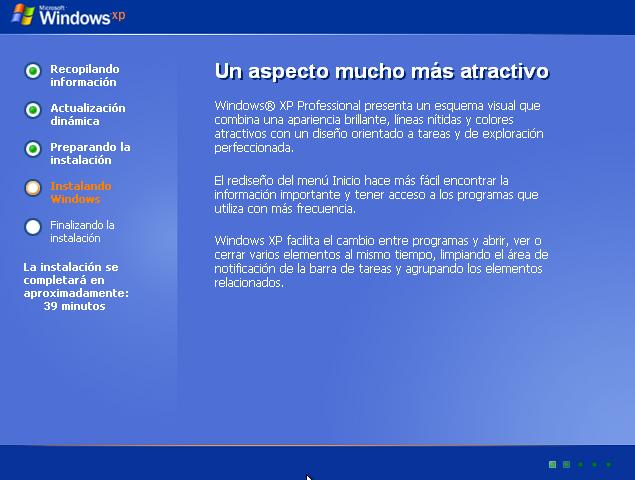 Microsoft
Windows xp
Recopilando
información
Actualización
dinámica
Preparando la
instalación
Instalando
Windows
Finalizando la
instalación
La instalación se
completará en
aproximadamente:
39 minutos
Un aspecto mucho más atractivo
Windows® XP Professional presenta un esquema visual que
combina una apariencia brillante, líneas nítidas y colores
atractivos con un diseño orientado a tareas y de exploración
perfeccionada.
El rediseño del menú Inicio hace más fácil encontrar la
información importante y tener acceso a los programas que
utiliza con más frecuencia.
Windows XP facilita el cambio entre programas y abrir, ver o
cerrar varios elementos al mismo tiempo, limpiando el área de
notificación de la barra de tareas y agrupando los elementos
relacionados.